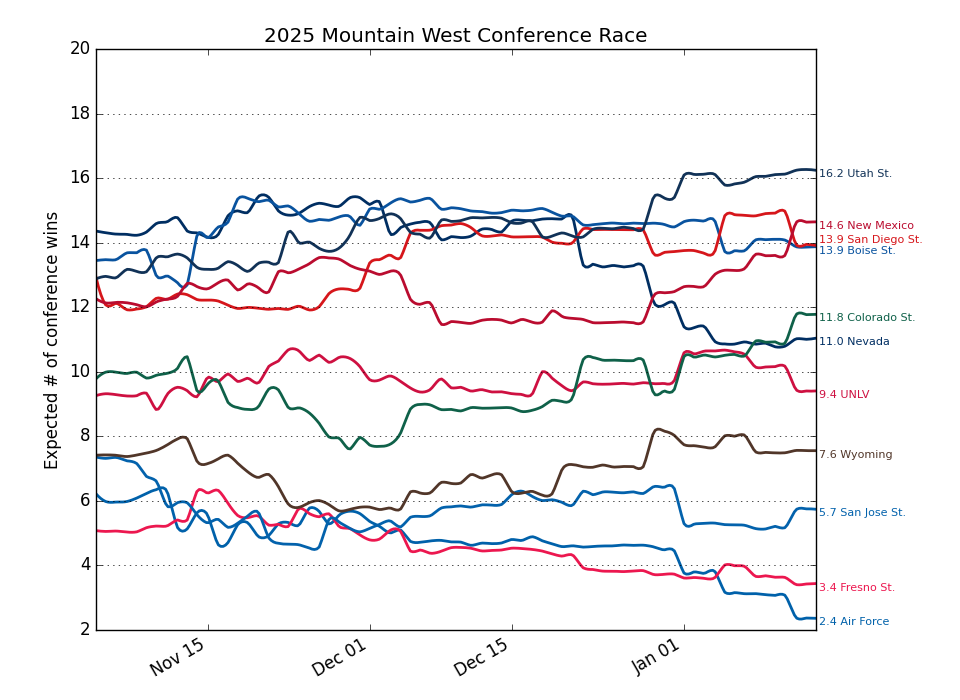 2025 Mountain West Conference Race
Expected # of conference wins
20
18
16
14
12
10
8
6
4
2
Nov 15
Dec 01
Dec 15
Jan 01
16.2 Utah St.
14.6 New Mexico
13.9 San Diego St.
13.9 Boise St.
11.8 Colorado St.
11.0 Nevada
9.4 UNLV
7.6 Wyoming
5.7 San Jose St.
3.4 Fresno St.
2.4 Air Force